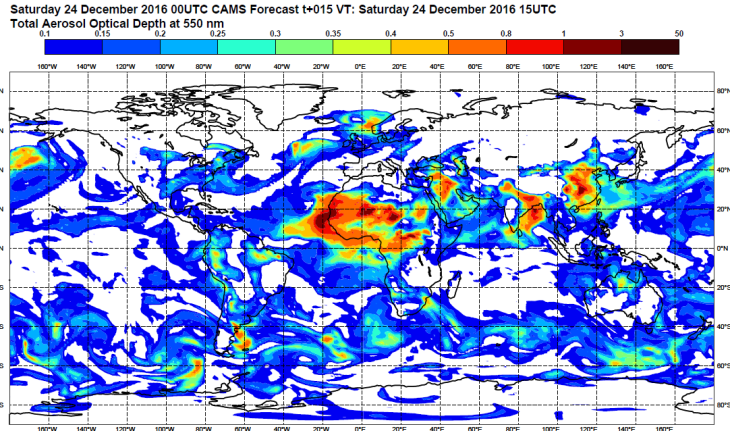 Saturday 24 December 2016 00UTC CAMS Forecast t+015 VT: Saturday 24 December 2016 15UTC
Total Aerosol Optical Depth at 550 nm
0.1 0.15 0.2 0.25 0.3 0.35 0.4 0.5 0.8 1 3 50
160°W 140°W 120°W 100°W 80°W 60°W 40°W 20°W 0°E 20°E 40°E 60°E 80°E 100°E 120°E 140°E 160°E
80°N
60°N
40°N
20°N
0°N
20°S
40°S
60°S
80°S
160°W 140°W 120°W 100°W 80°W 60°W 40°W 20°W 0°E 20°E 40°E 60°E 80°E 100°E 120°E 140°E 160°E